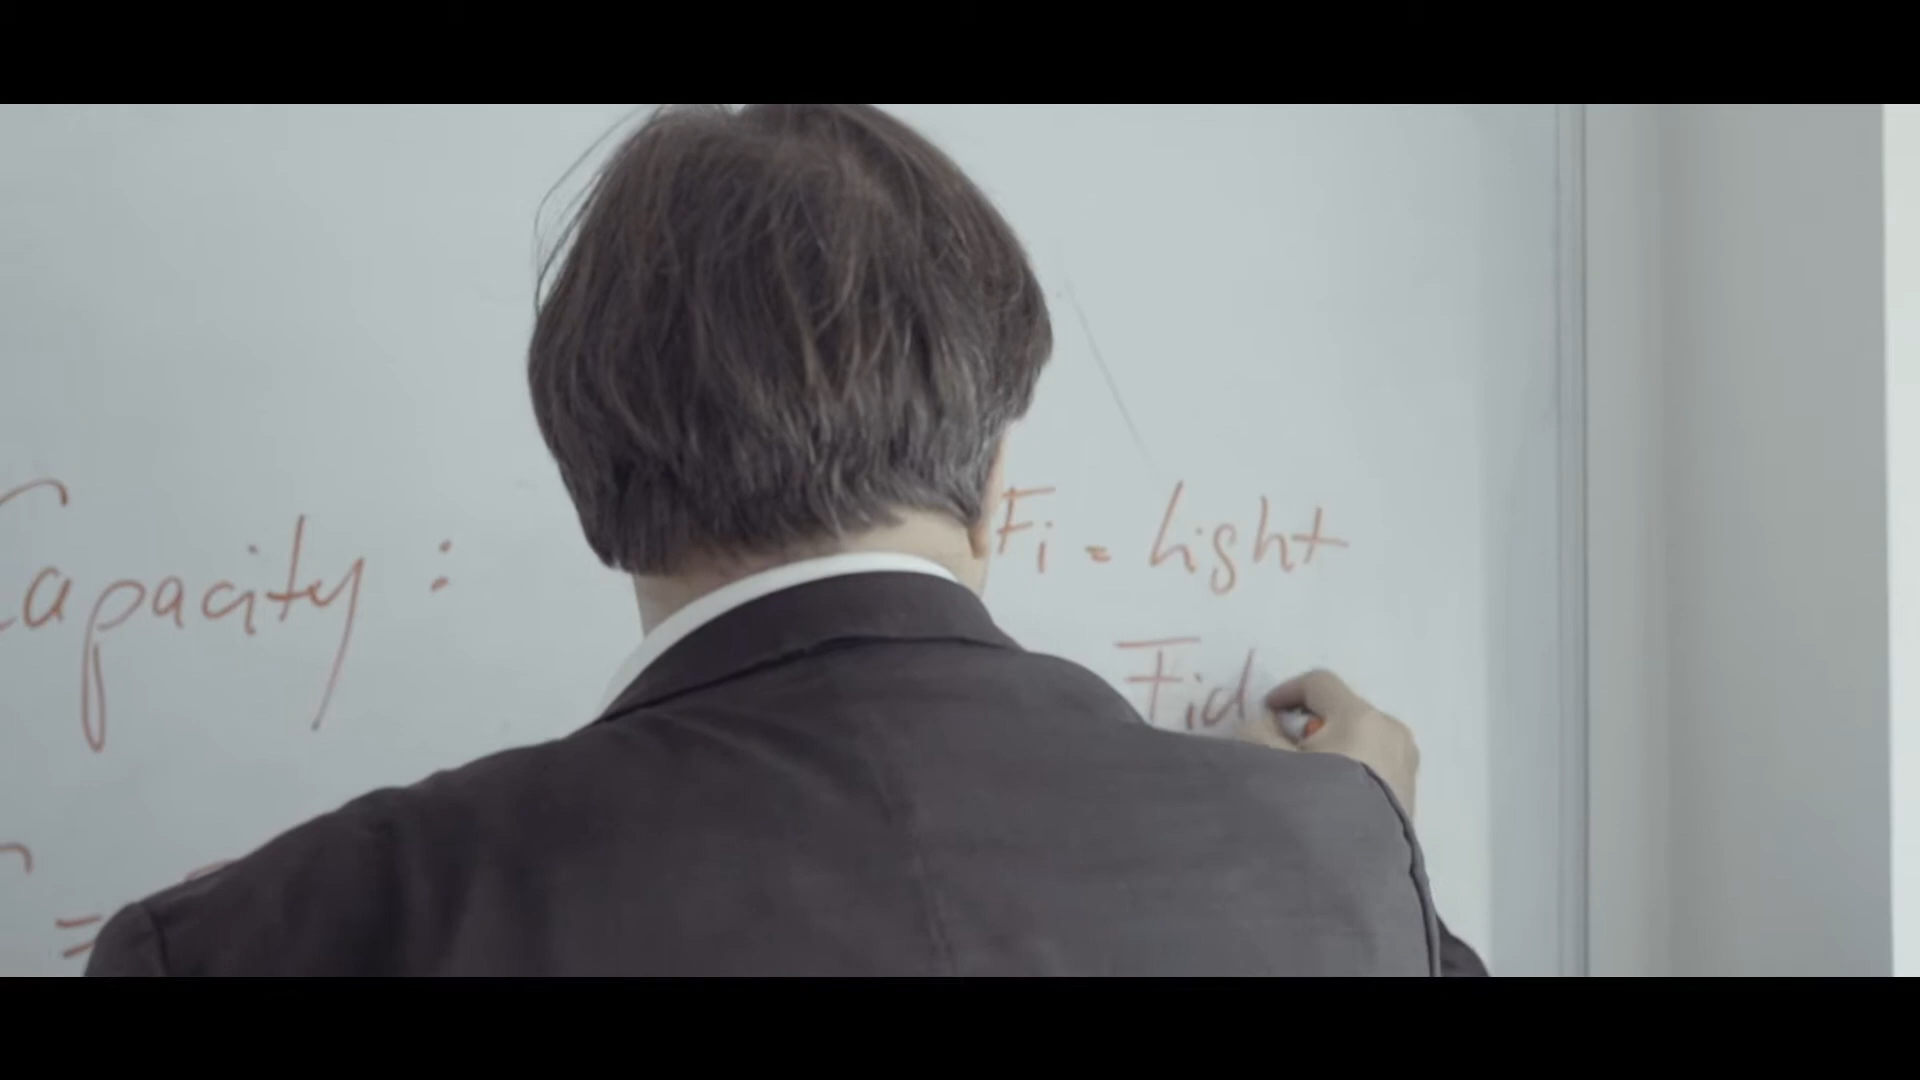 Capacity :
Fi = light
Fid
=